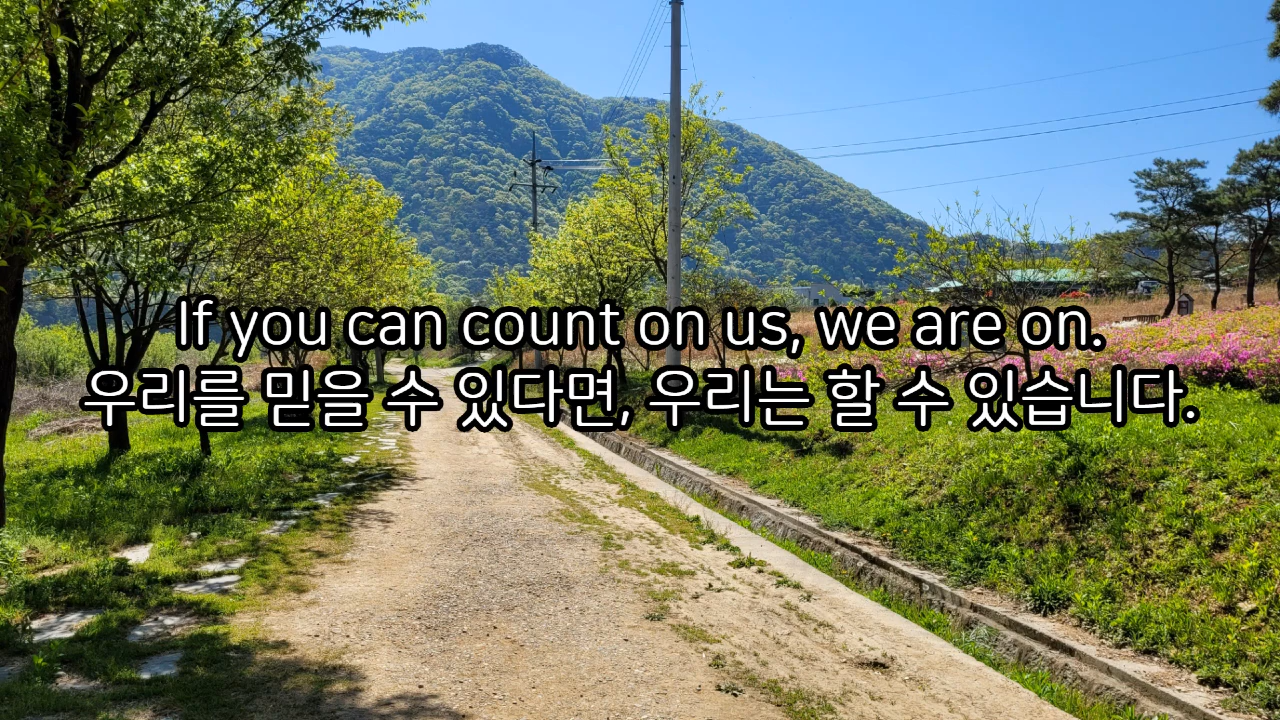 If you can count on us, we are on.
우리를 믿을 수 있다면, 우리는 할 수 있습니다.